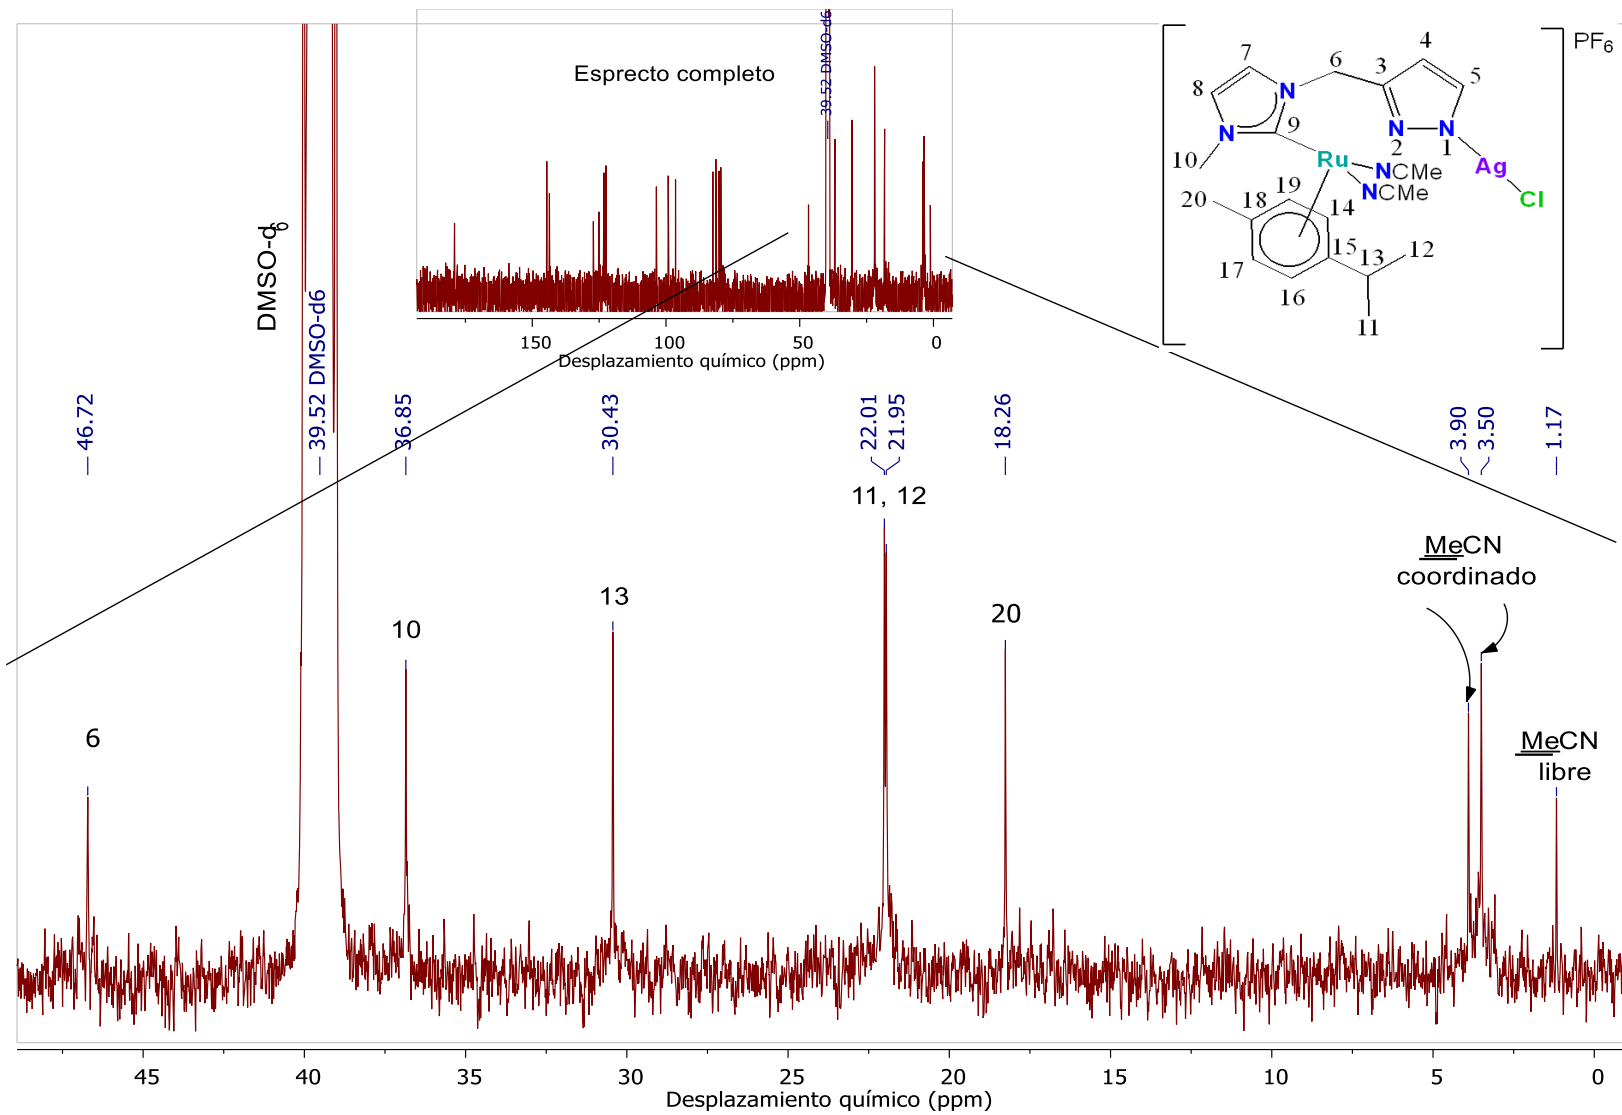 Esprecto completo
39.52 DMSO-d6
150
100
50
0
Desplazamiento químico (ppm)
PF6
7
6
4
3
5
8
N
9
N
N
N
2
1
10
Ru
NCMe
NCMe
Ag
Cl
20
19
18
14
15
13
12
17
16
11
DMSO-d6
46.72
39.52 DMSO-d6
36.85
30.43
22.01
21.95
18.26
3.90
3.50
1.17
11, 12
MeCN
coordinado
13
20
10
6
MeCN
libre
45
40
35
30
25
20
15
10
5
0
Desplazamiento químico (ppm)